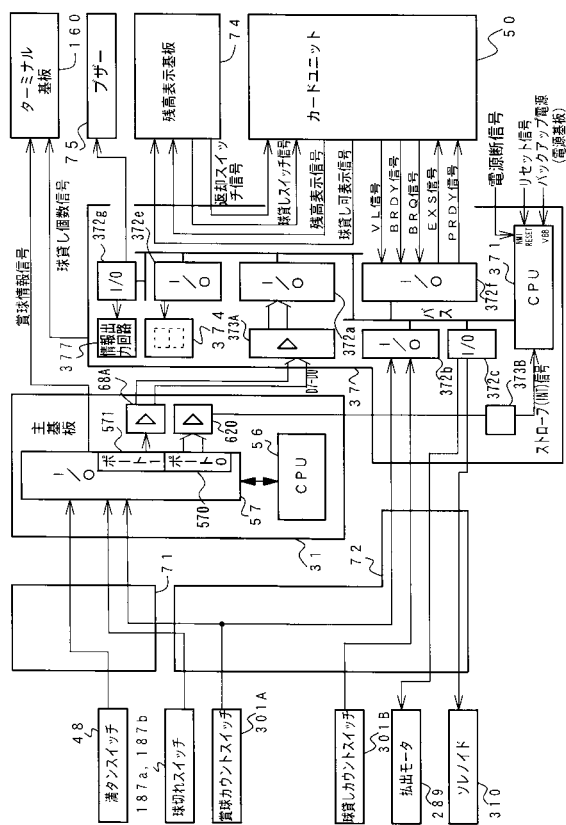 満タンスイッチ
48
球切れスイッチ
187a, 187b
賞球カウントスイッチ
301A
球貸しカウントスイッチ
301B
払出モータ
289
ソレノイド
310
71
72
主基板
I/O
ポート1
ポート0
571
570
57
CPU
56
31
68A
620
賞球情報信号
球貸し個数信号
ターミナル基板
160
ブザー
75
残高表示基板
74
カードユニット
50
情報出力回路
377
I/O
372g
I/O
372e
374
I/O
372a
373A
D7~D0
I/O
372b
I/O
372c
I/O
372f
バス
37
373B
ストローブ(INT)信号
返却スイッチ信号
球貸しスイッチ信号
残高表示信号
球貸し可表示信号
VL信号
BRDY信号
BRQ信号
EXS信号
PRDY信号
CPU
371
NMI
RESET
VBB
電源断信号
リセット信号
バックアップ電源
(電源基板)